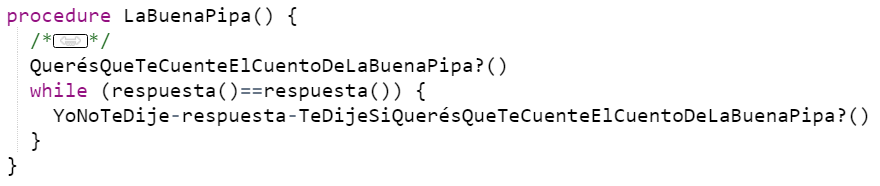 procedure LaBuenaPipa() {
/**/
QuerésQueTeCuenteElCuentoDeLaBuenaPipa?()
while (respuesta()==respuesta()) {
YoNoTeDije-respuesta-TeDijeSiQuerésQueTeCuenteElCuentoDeLaBuenaPipa?()
}
}